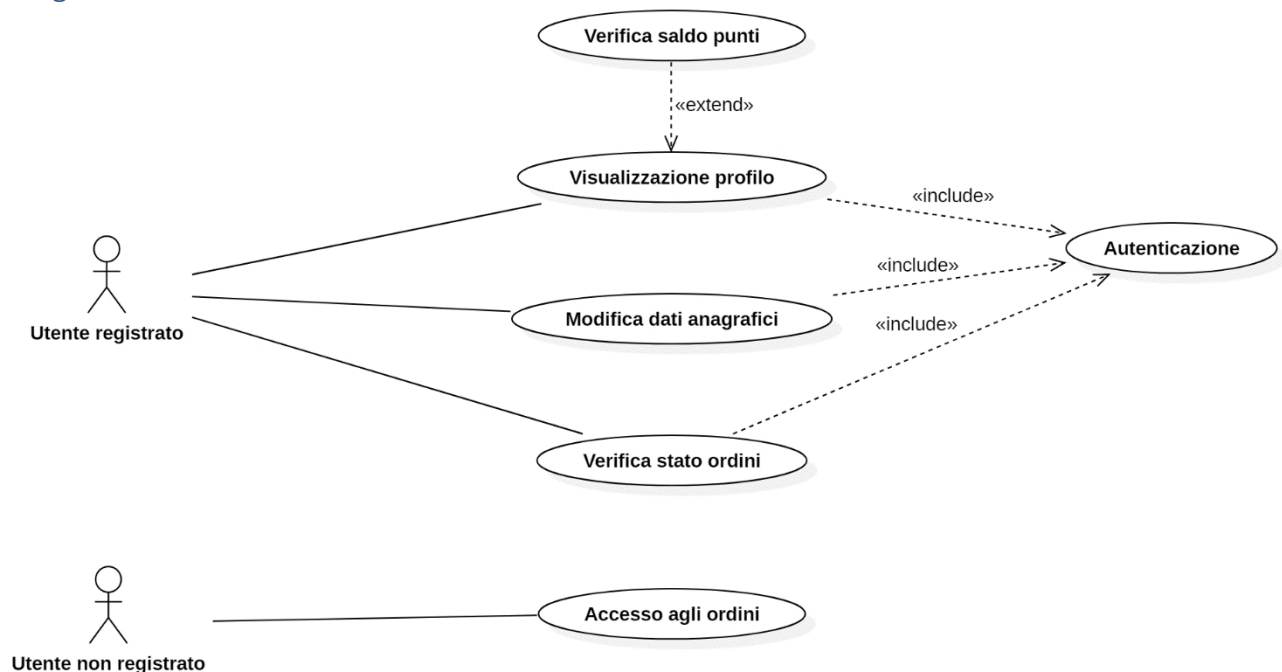 Verifica saldo punti
«extend»
Visualizzazione profilo
«include»
Autenticazione
«include»
Modifica dati anagrafici
«include»
Utente registrato
Verifica stato ordini
Accesso agli ordini
Utente non registrato